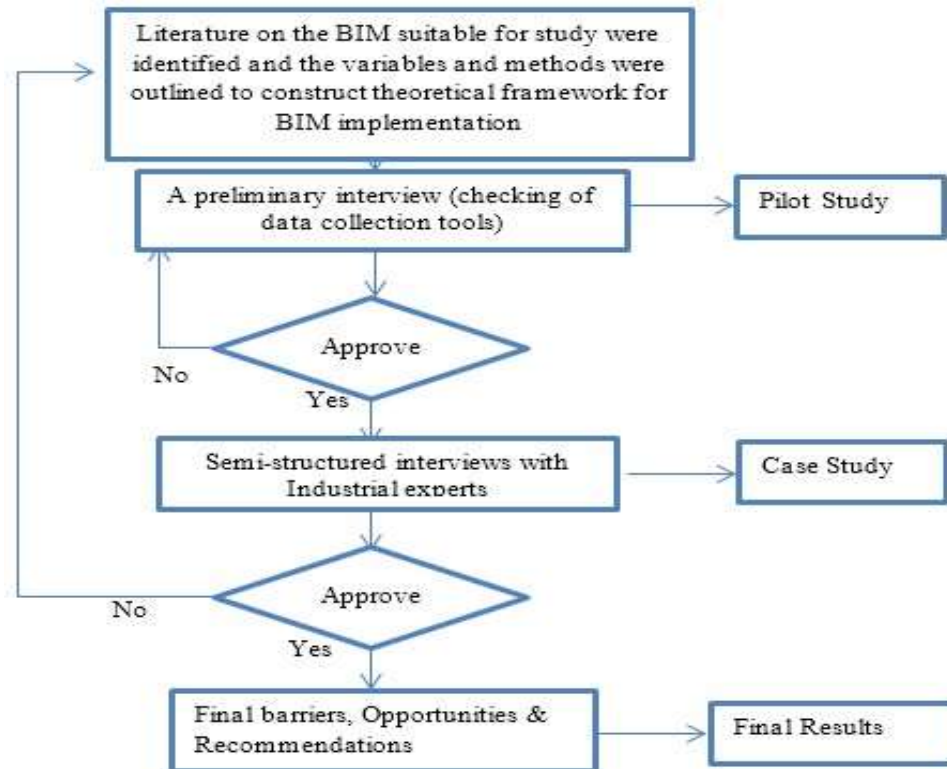 Literature on the BIM suitable for study were
identified and the variables and methods were
outlined to construct theoretical framework for
BIM implementation
A preliminary interview (checking of
data collection tools)
Pilot Study
Approve
No
Yes
Semi-structured interviews with
Industrial experts
Case Study
Approve
No
Yes
Final barriers, Opportunities &
Recommendations
Final Results